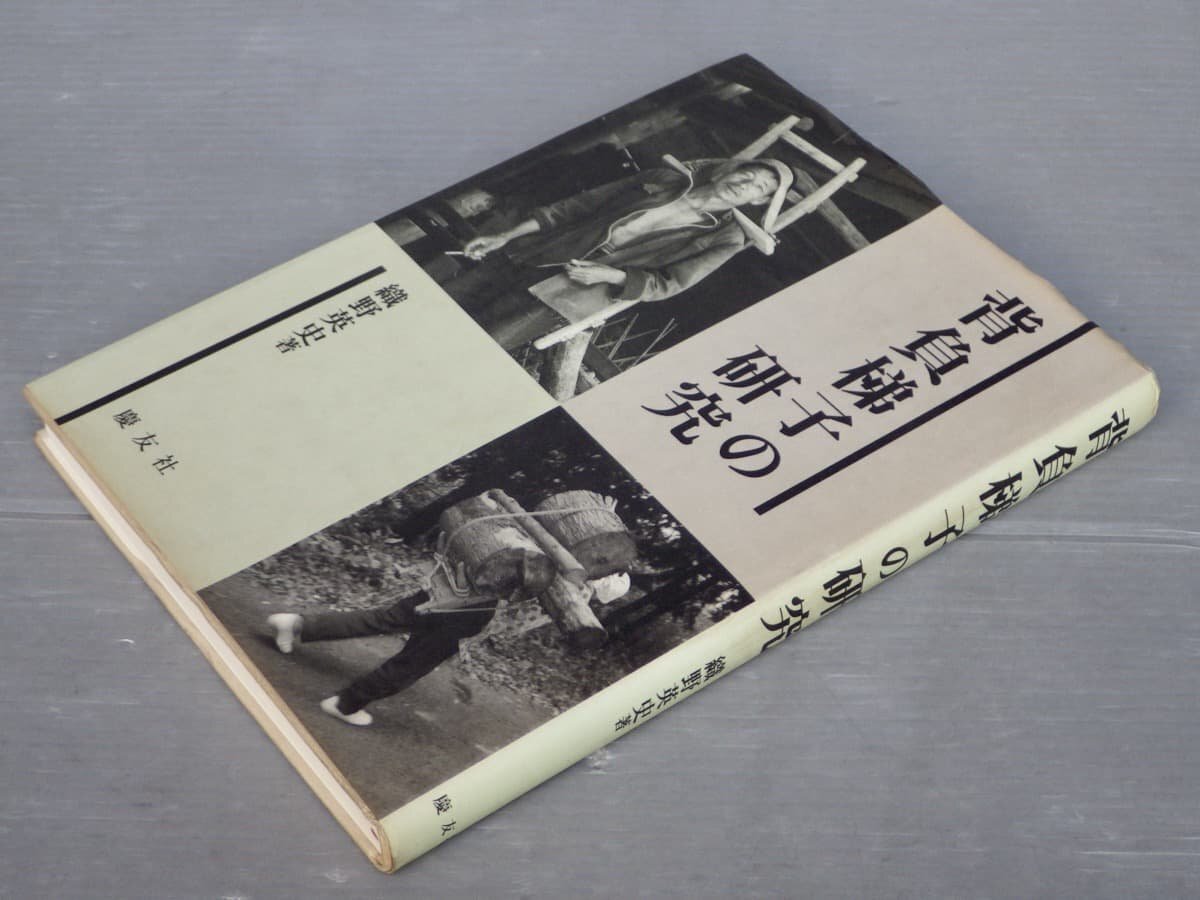 背負梯子の
研究
織野英史著
慶友社
背負梯子の研究
織野英史著
慶友